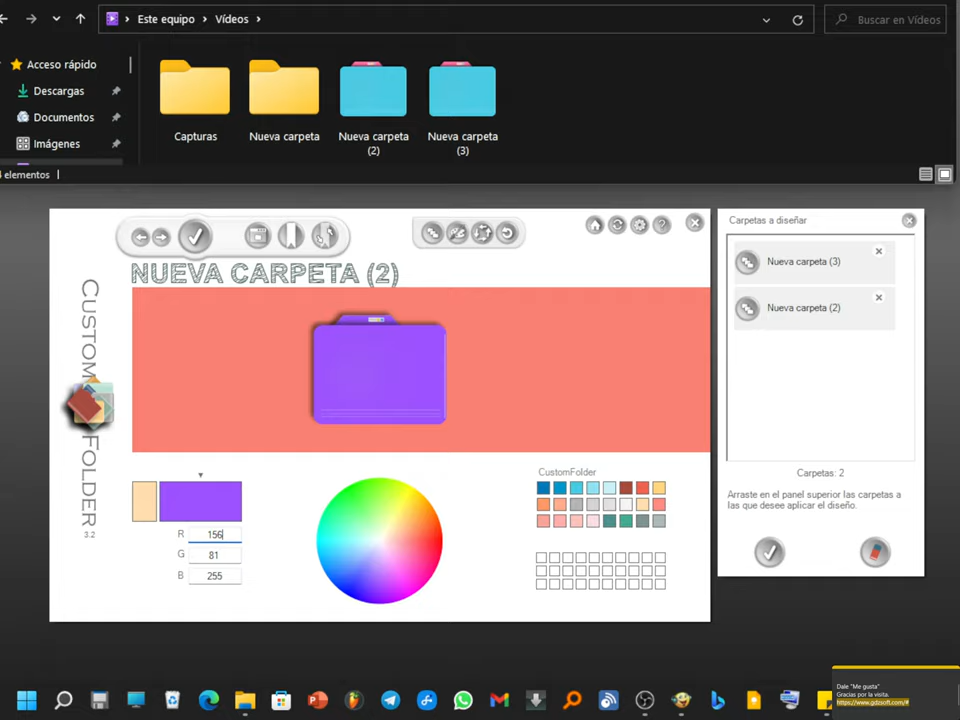 Este equipo
Vídeos
Buscar en Vídeos
Acceso rápido
Descargas
Documentos
Imágenes
Capturas
Nueva carpeta
Nueva carpeta
(2)
Nueva carpeta
(3)
4 elementos
NUEVA CARPETA (2)
CUSTOM FOLDER
3.2
Carpetas a diseñar
Nueva carpeta (3)
Nueva carpeta (2)
Carpetas: 2
Arraste en el panel superior las carpetas a
las que desee aplicar el diseño.
R 156
G 81
B 255
CustomFolder
Dale "Me gusta"
Gracias por la visita.
https://www.gdzsoft.com/#